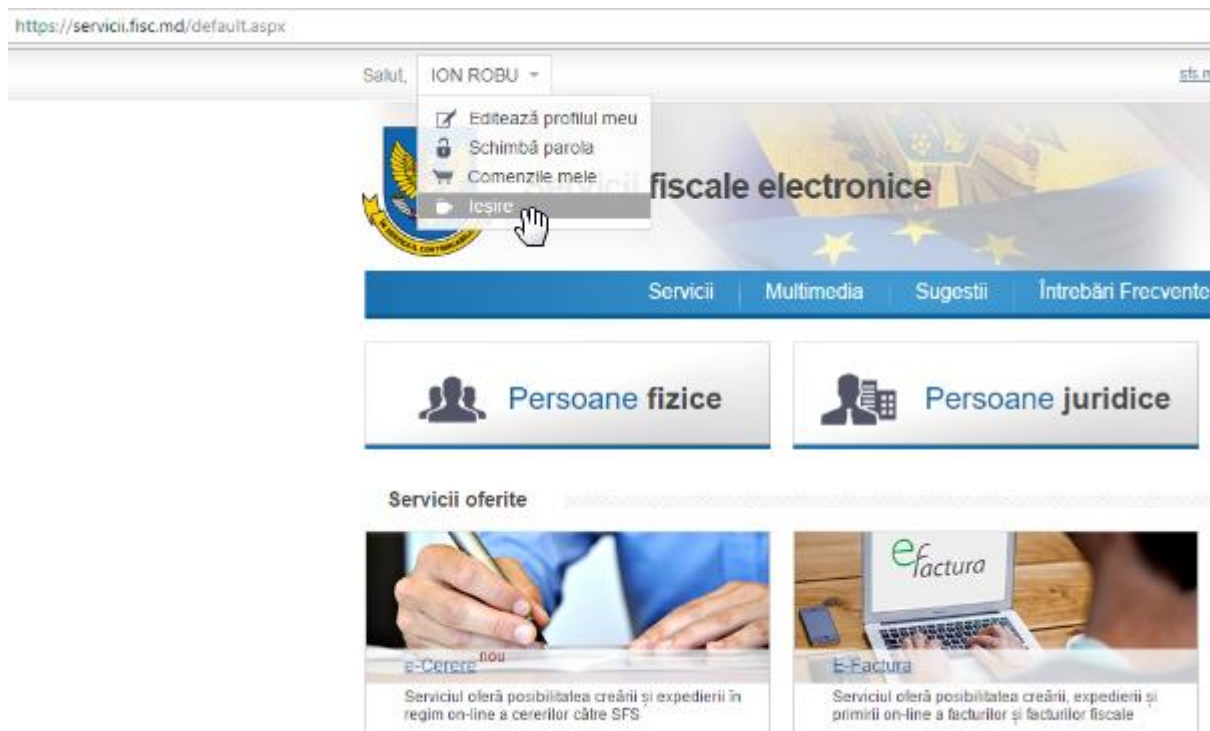 https://servicii.fisc.md/default.aspx
Salut, ION ROBU
Editează profilul meu
Schimbă parola
Comenzile mele
Ieșire
fiscale electronice
Servicii Multimedia Sugestii Întrebări Frecvente
Persoane fizice
Persoane juridice
Servicii oferite
e-Factura
e-Cerere nou
Serviciul oferă posibilitatea creării și expedierii în
regim on-line a cererilor către SFS
E-Factura
Serviciul oferă posibilitatea creării, expedierii și
primirii on-line a facturilor și facturilor fiscale